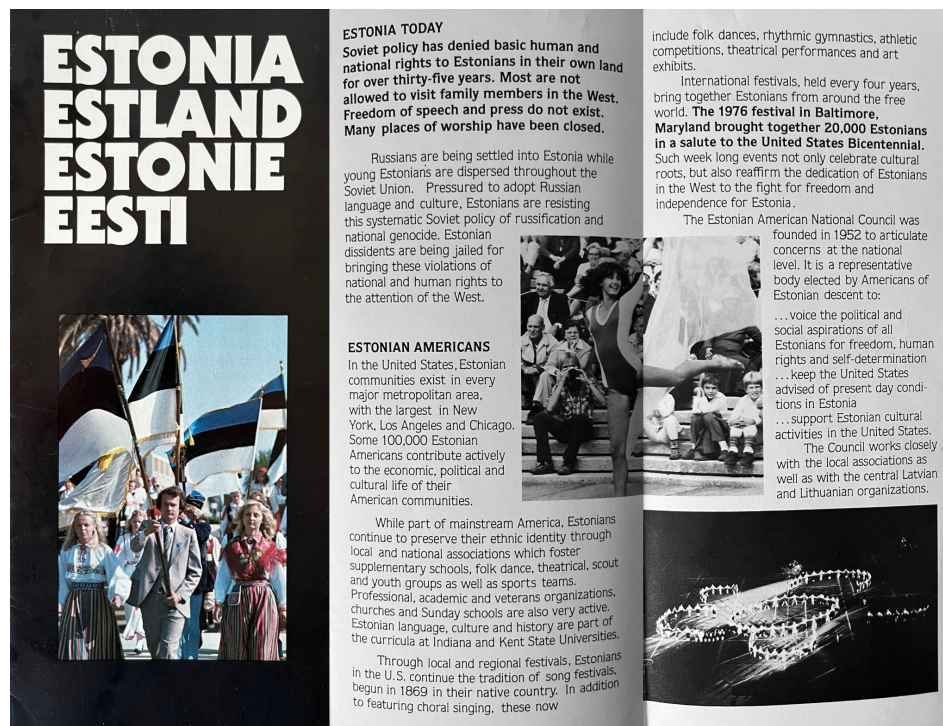 ESTONIA
ESTLAND
ESTONIE
EESTI
ESTONIA TODAY
Soviet policy has denied basic human and
national rights to Estonians in their own land
for over thirty-five years. Most are not
allowed to visit family members in the West.
Freedom of speech and press do not exist.
Many places of worship have been closed.
Russians are being settled into Estonia while
young Estonians are dispersed throughout the
Soviet Union. Pressured to adopt Russian
language and culture, Estonians are resisting
this systematic Soviet policy of russification and
national genocide. Estonian
dissidents are being jailed for
bringing these violations of
national and human rights to
the attention of the West.
ESTONIAN AMERICANS
In the United States, Estonian
communities exist in every
major metropolitan area,
with the largest in New
York, Los Angeles and Chicago.
Some 100,000 Estonian
Americans contribute actively
to the economic, political and
cultural life of their
American communities.
While part of mainstream America, Estonians
continue to preserve their ethnic identity through
local and national associations which foster
supplementary schools, folk dance, theatrical, scout
and youth groups as well as sports teams.
Professional, academic and veterans organizations,
churches and Sunday schools are also very active.
Estonian language, culture and history are part of
the curricula at Indiana and Kent State Universities.
Through local and regional festivals, Estonians
in the U.S. continue the tradition of song festivals,
begun in 1869 in their native country. In addition
to featuring choral singing, these now
include folk dances, rhythmic gymnastics, athletic
competitions, theatrical performances and art
exhibits.
International festivals, held every four years,
bring together Estonians from around the free
world. The 1976 festival in Baltimore,
Maryland brought together 20,000 Estonians
in a salute to the United States Bicentennial.
Such week long events not only celebrate cultural
roots, but also reaffirm the dedication of Estonians
in the West to the fight for freedom and
independence for Estonia.
The Estonian American National Council was
founded in 1952 to articulate
concerns at the national
level. It is a representative
body elected by Americans of
Estonian descent to:
...voice the political and
social aspirations of all
Estonians for freedom, human
rights and self-determination
...keep the United States
advised of present day condi-
tions in Estonia
...support Estonian cultural
activities in the United States.
The Council works closely
with the local associations as
well as with the central Latvian
and Lithuanian organizations.